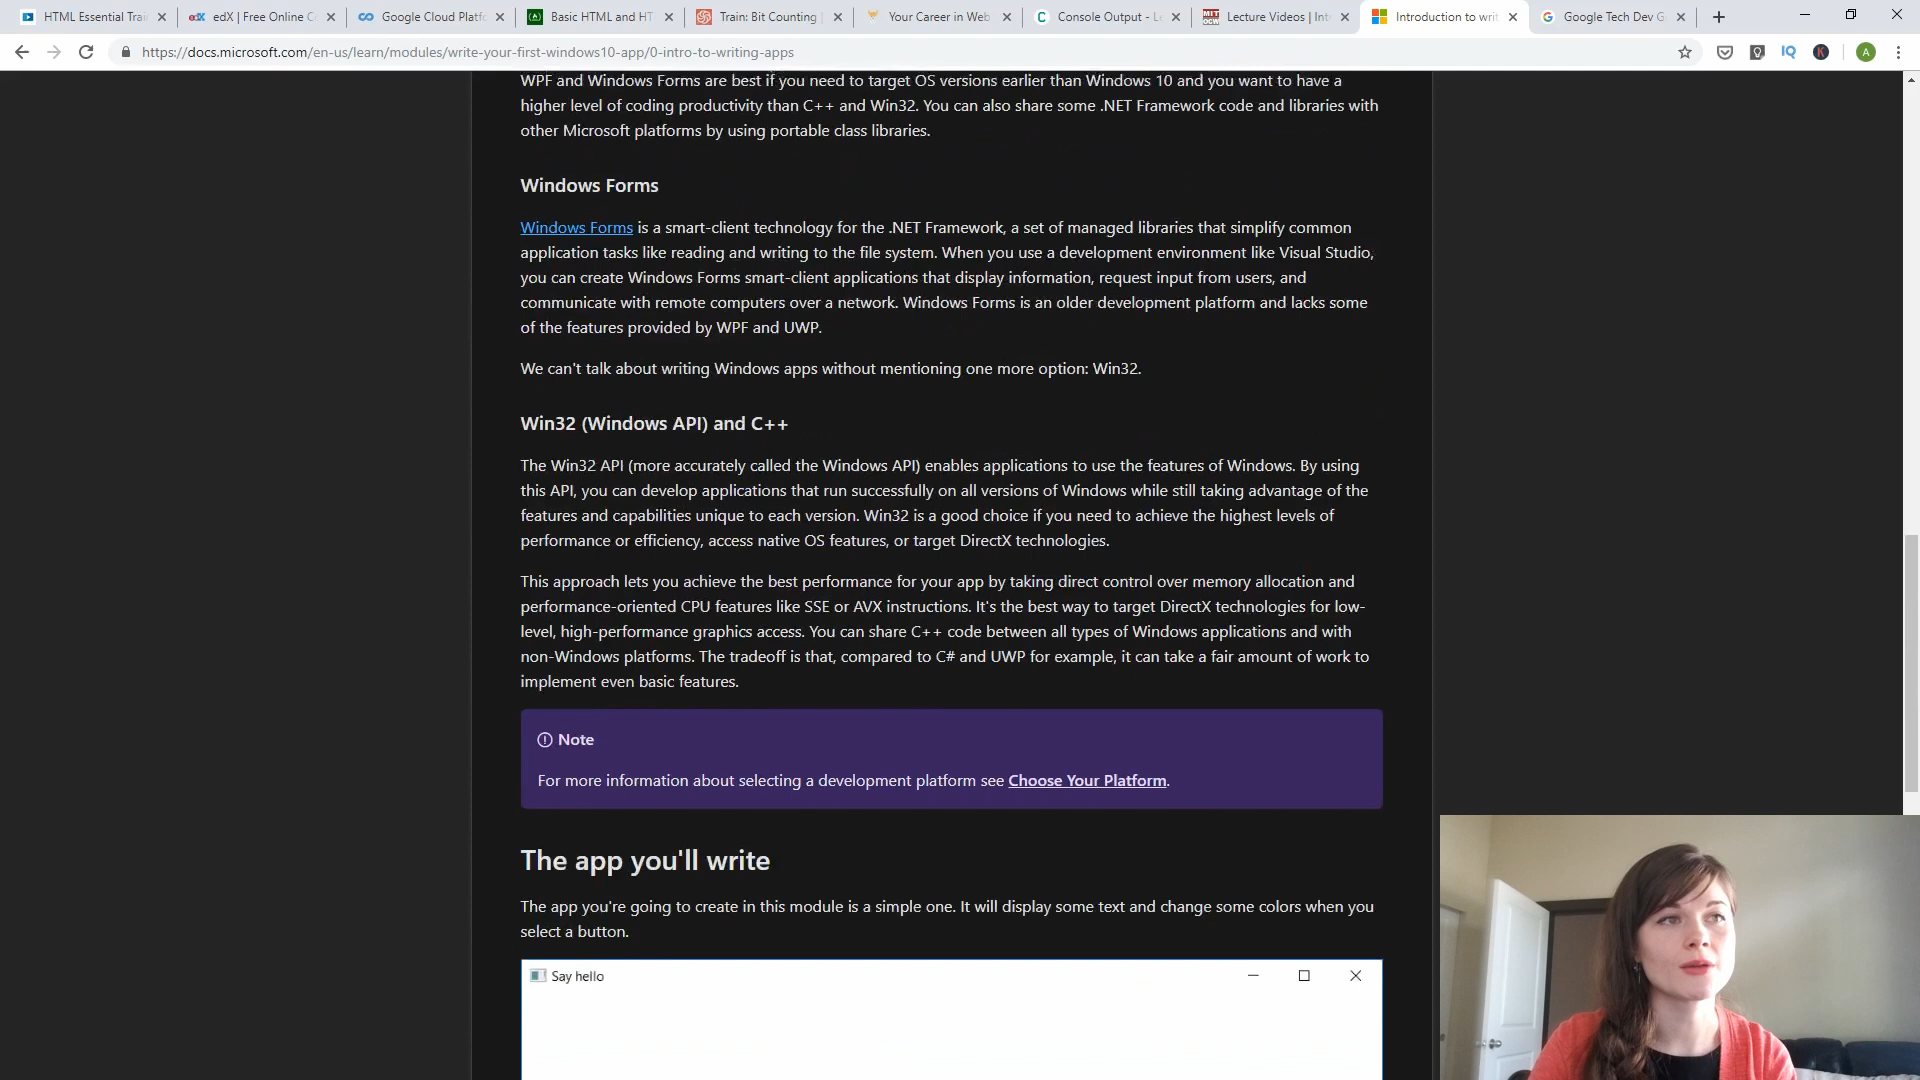 HTML Essential Trai
edX | Free Online Co
Google Cloud Platfo
Basic HTML and HT
Train: Bit Counting |
Your Career in Web
Console Output - Le
Lecture Videos | Int
Introduction to writ
Google Tech Dev G
https://docs.microsoft.com/en-us/learn/modules/write-your-first-windows10-app/0-intro-to-writing-apps
IQ
K
A
WPF and Windows Forms are best if you need to target OS versions earlier than Windows 10 and you want to have a
higher level of coding productivity than C++ and Win32. You can also share some .NET Framework code and libraries with
other Microsoft platforms by using portable class libraries.
Windows Forms
Windows Forms is a smart-client technology for the .NET Framework, a set of managed libraries that simplify common
application tasks like reading and writing to the file system. When you use a development environment like Visual Studio,
you can create Windows Forms smart-client applications that display information, request input from users, and
communicate with remote computers over a network. Windows Forms is an older development platform and lacks some
of the features provided by WPF and UWP.
We can't talk about writing Windows apps without mentioning one more option: Win32.
Win32 (Windows API) and C++
The Win32 API (more accurately called the Windows API) enables applications to use the features of Windows. By using
this API, you can develop applications that run successfully on all versions of Windows while still taking advantage of the
features and capabilities unique to each version. Win32 is a good choice if you need to achieve the highest levels of
performance or efficiency, access native OS features, or target DirectX technologies.
This approach lets you achieve the best performance for your app by taking direct control over memory allocation and
performance-oriented CPU features like SSE or AVX instructions. It's the best way to target DirectX technologies for low-
level, high-performance graphics access. You can share C++ code between all types of Windows applications and with
non-Windows platforms. The tradeoff is that, compared to C# and UWP for example, it can take a fair amount of work to
implement even basic features.
Note
For more information about selecting a development platform see Choose Your Platform.
The app you'll write
The app you're going to create in this module is a simple one. It will display some text and change some colors when you
select a button.
Say hello